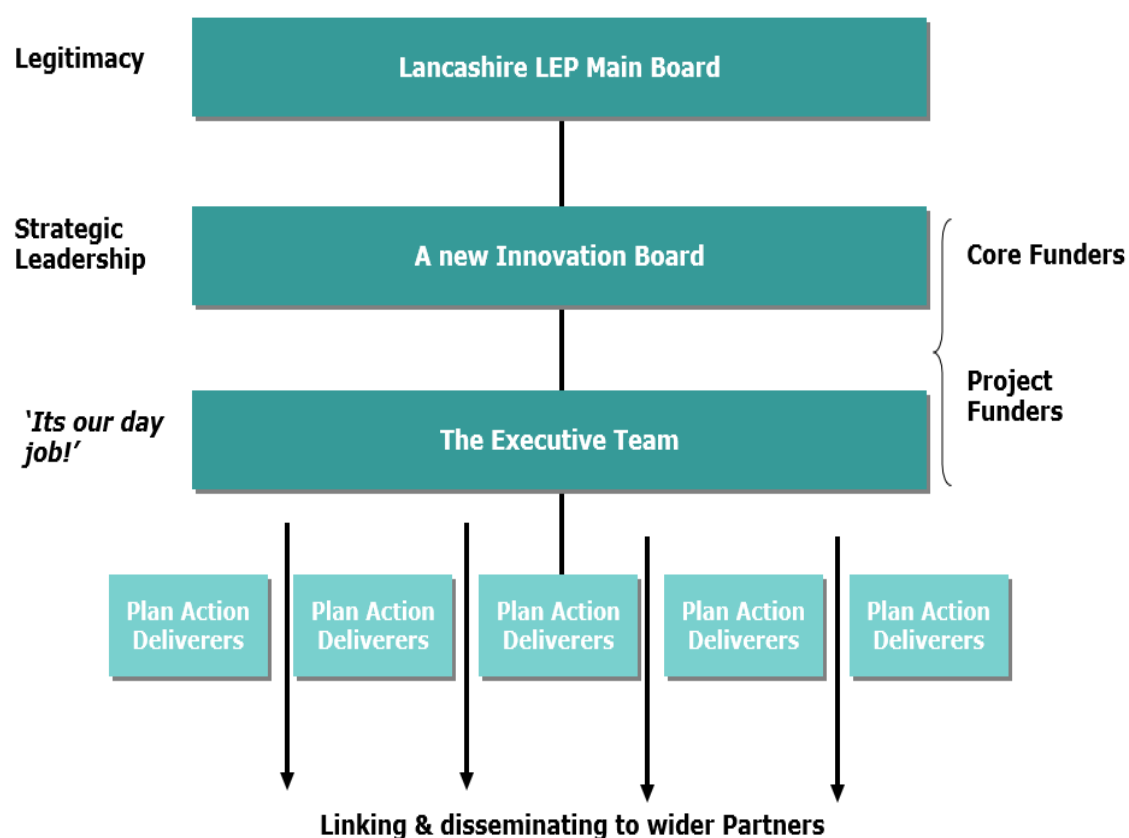 Legitimacy
Lancashire LEP Main Board
Strategic
Leadership
A new Innovation Board
Core Funders
Project
Funders
‘Its our day
job!’
The Executive Team
Plan Action
Deliverers
Plan Action
Deliverers
Plan Action
Deliverers
Plan Action
Deliverers
Plan Action
Deliverers
Linking & disseminating to wider Partners